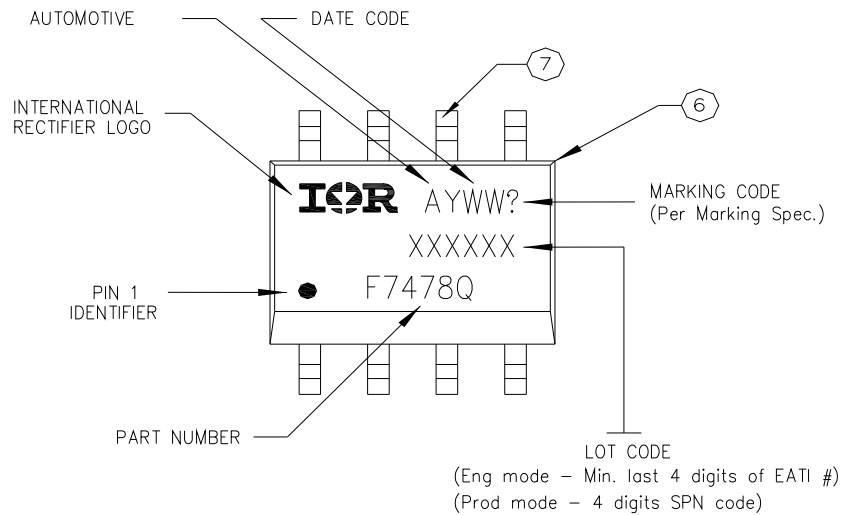 AUTOMOTIVE
DATE CODE
7
INTERNATIONAL
RECTIFIER LOGO
6
IOR AYWW?
MARKING CODE
(Per Marking Spec.)
XXXXXX
PIN 1
IDENTIFIER
F7478Q
PART NUMBER
LOT CODE
(Eng mode – Min. last 4 digits of EATI #)
(Prod mode – 4 digits SPN code)